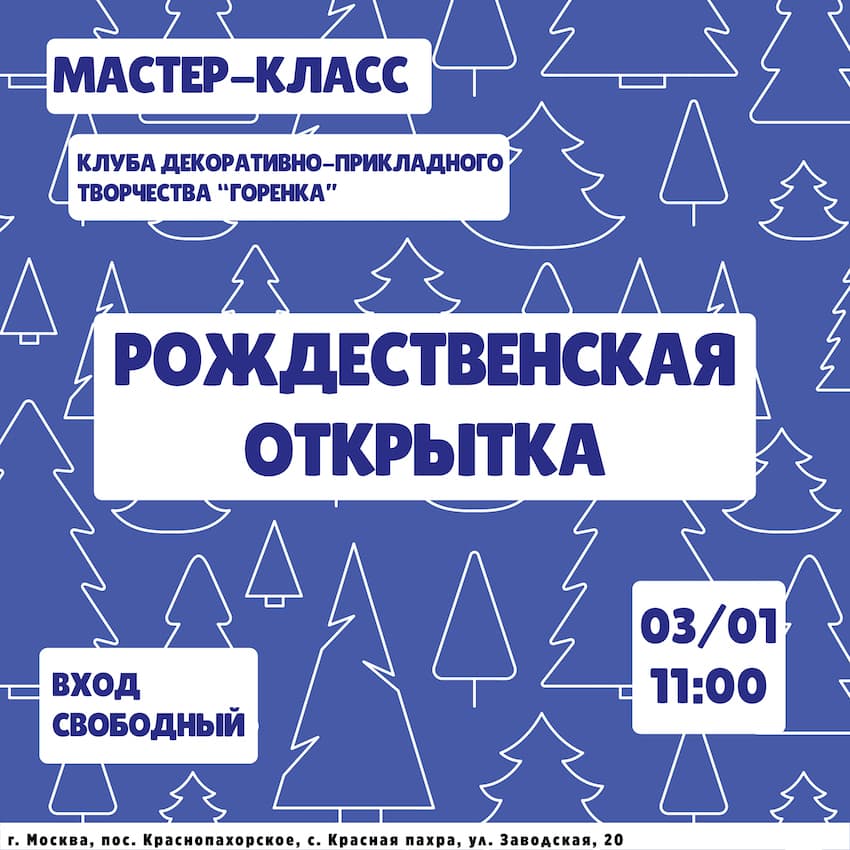 МАСТЕР-КЛАСС
КЛУБА ДЕКОРАТИВНО-ПРИКЛАДНОГО
ТВОРЧЕСТВА “ГОРЕНКА”
РОЖДЕСТВЕНСКАЯ
ОТКРЫТКА
03/01
11:00
ВХОД
СВОБОДНЫЙ
г. Москва, пос. Краснопахорское, с. Красная пахра, ул. Заводская, 20